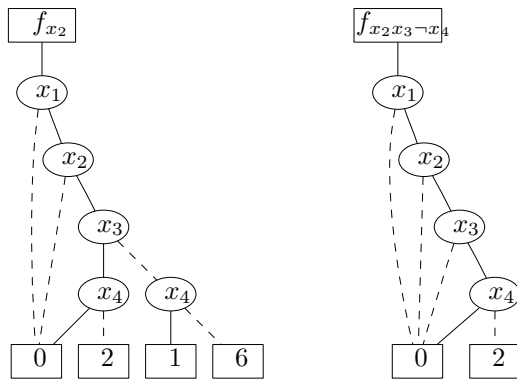 f_{x_2} f_{x_2 x_3 ¬x_4}
x_1 x_1
x_2 x_2
x_3 x_3
x_4 x_4 x_4
0 2 1 6 0 2